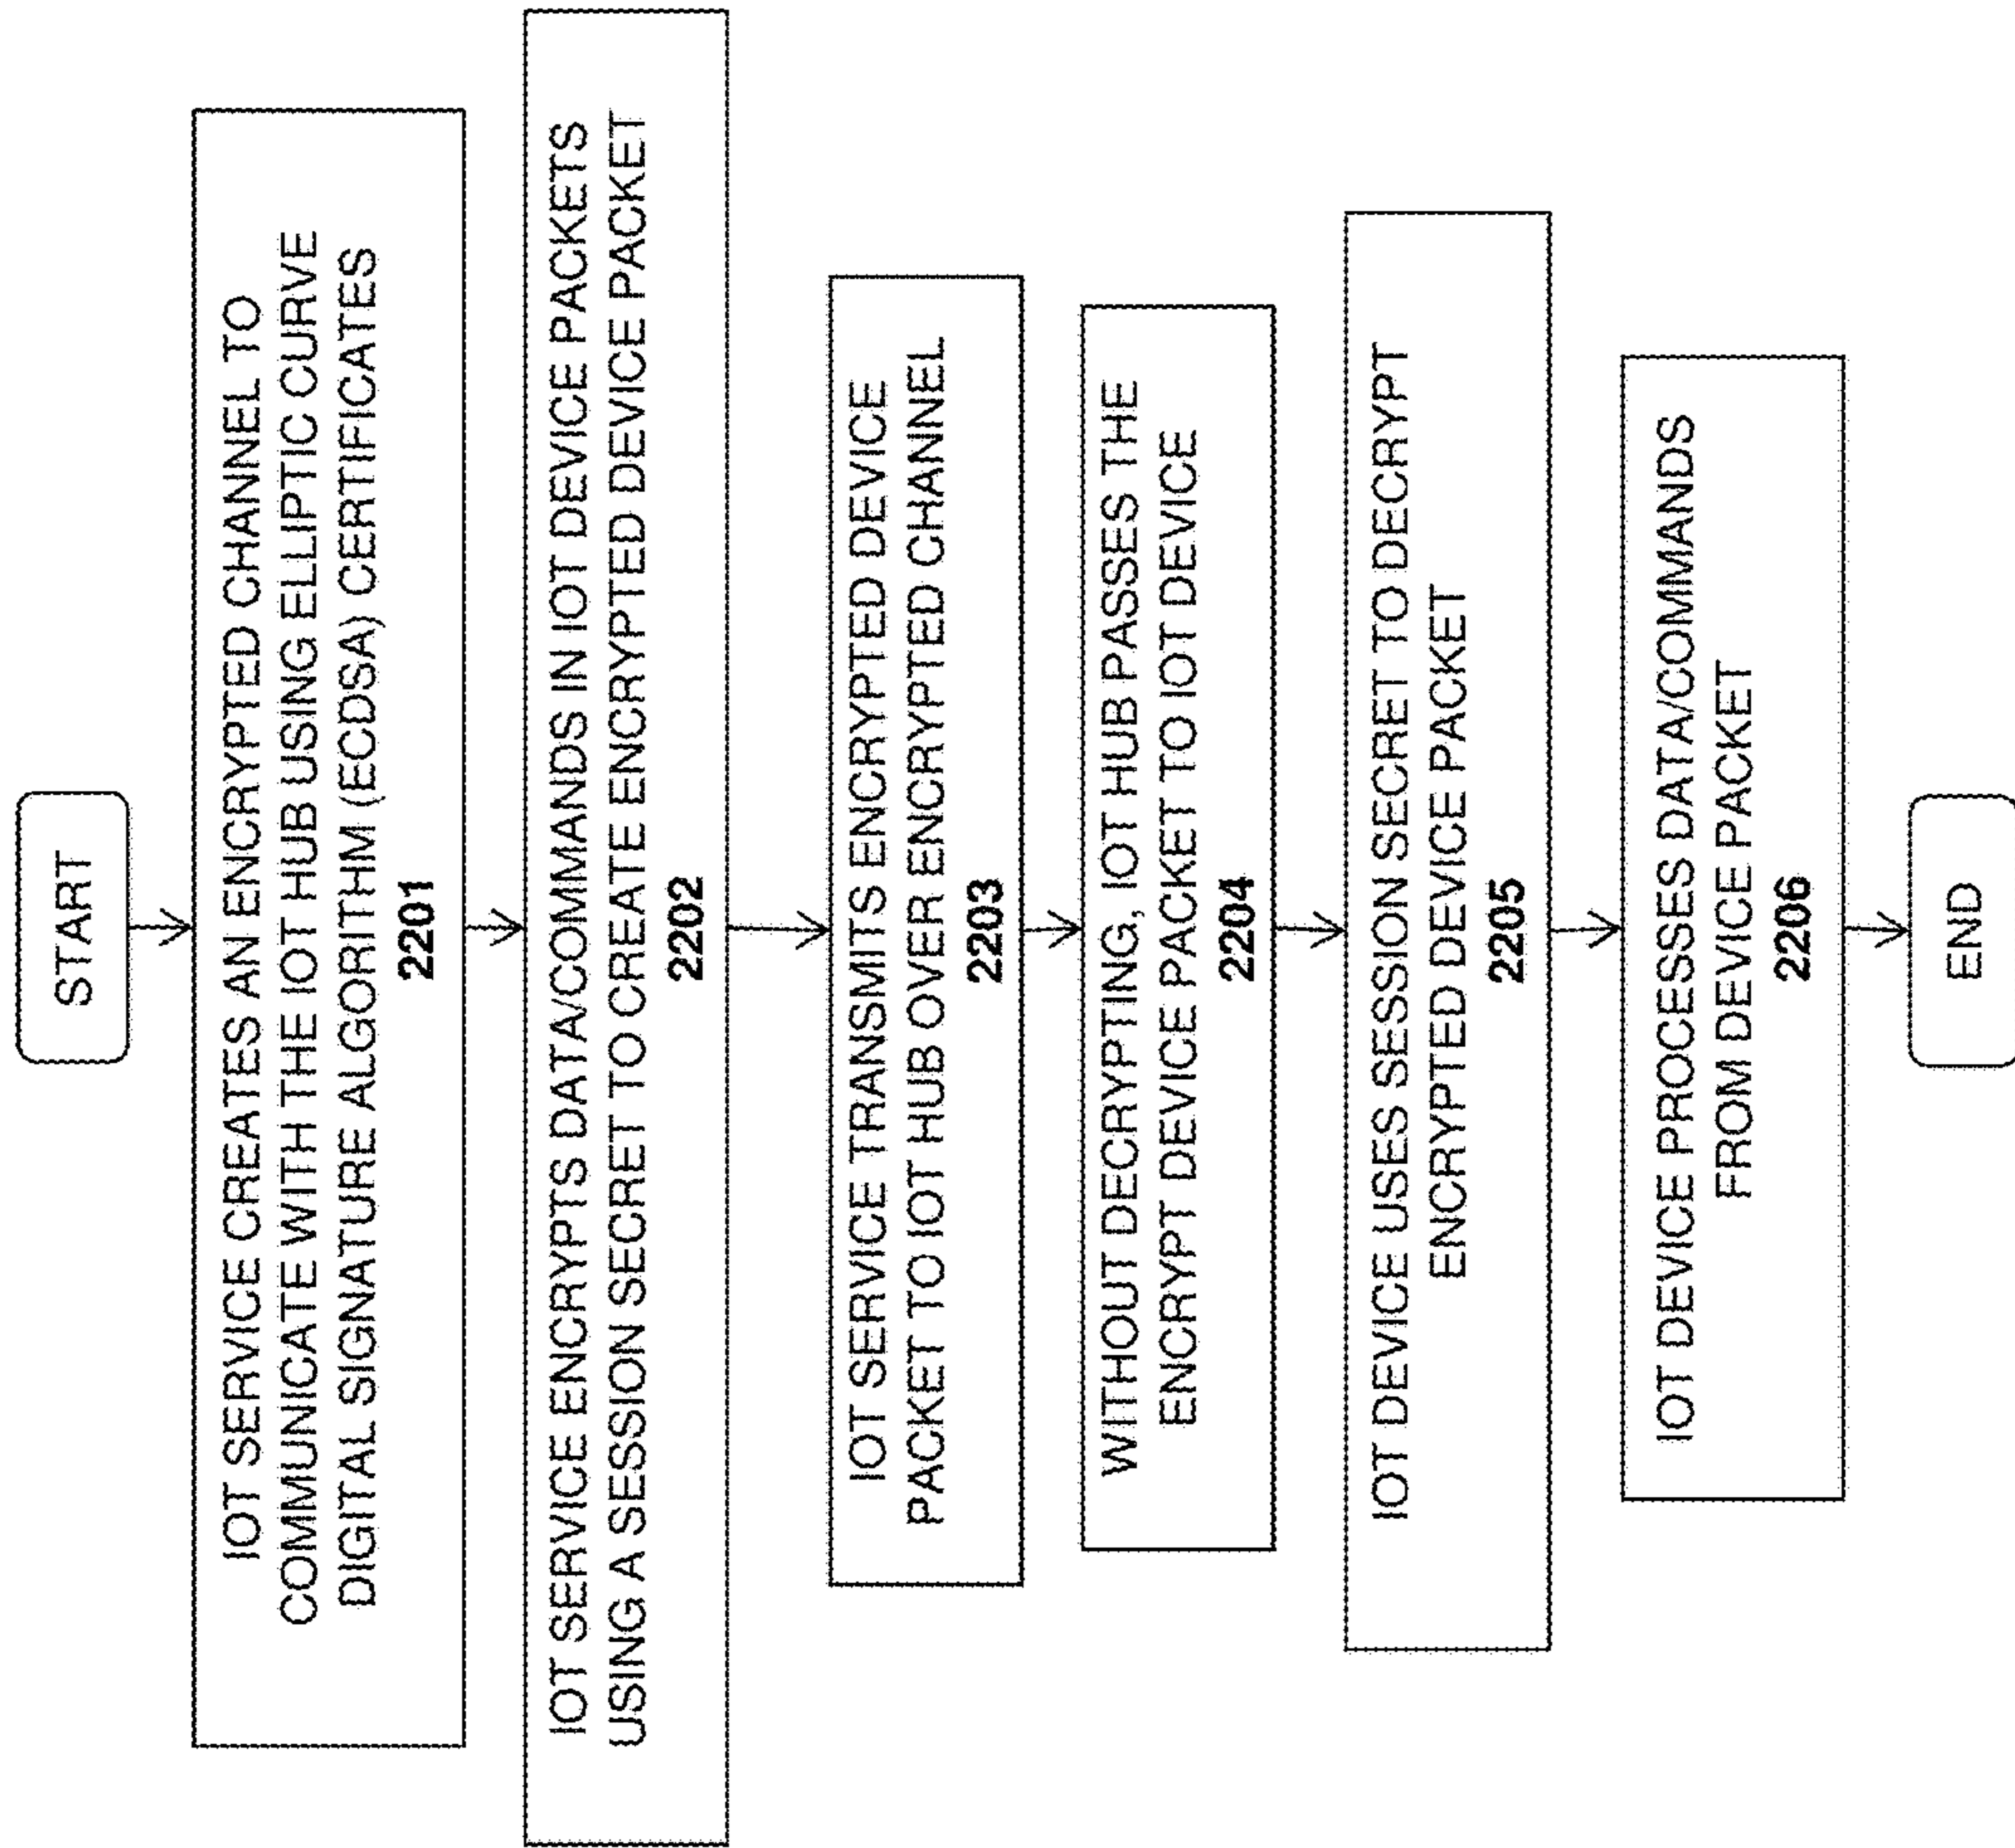 START
IOT SERVICE CREATES AN ENCRYPTED CHANNEL TO
COMMUNICATE WITH THE IOT HUB USING ELLIPTIC CURVE
DIGITAL SIGNATURE ALGORITHM (ECDSA) CERTIFICATES
2201
IOT SERVICE ENCRYPTS DATA/COMMANDS IN IOT DEVICE PACKETS
USING A SESSION SECRET TO CREATE ENCRYPTED DEVICE PACKET
2202
IOT SERVICE TRANSMITS ENCRYPTED DEVICE
PACKET TO IOT HUB OVER ENCRYPTED CHANNEL
2203
WITHOUT DECRYPTING, IOT HUB PASSES THE
ENCRYPT DEVICE PACKET TO IOT DEVICE
2204
IOT DEVICE USES SESSION SECRET TO DECRYPT
ENCRYPTED DEVICE PACKET
2205
IOT DEVICE PROCESSES DATA/COMMANDS
FROM DEVICE PACKET
2206
END